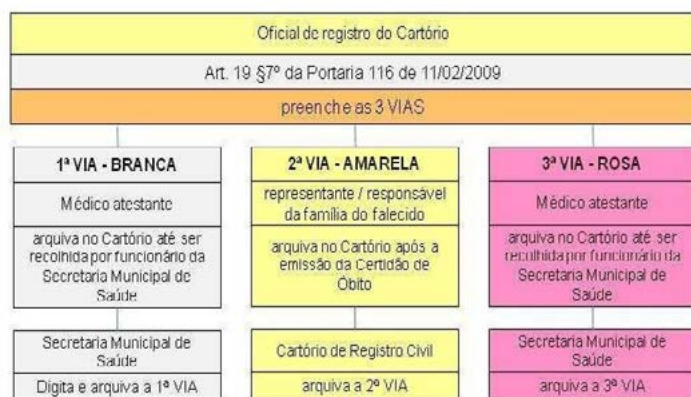 Oficial de registro do Cartório
Art. 19 §7º da Portaria 116 de 11/02/2009
preenche as 3 VIAS
1ª VIA - BRANCA
Médico atestante
arquiva no Cartório até ser
recolhida por funcionário da
Secretaria Municipal de
Saúde
Secretaria Municipal de
Saúde
Digita e arquiva a 1ª VIA
2ª VIA - AMARELA
representante / responsável
da família do falecido
arquiva no Cartório após a
emissão da Certidão de
Óbito
Cartório de Registro Civil
arquiva a 2ª VIA
3ª VIA - ROSA
Médico atestante
arquiva no Cartório até ser
recolhida por funcionário da
Secretaria Municipal de
Saúde
Secretaria Municipal de
Saúde
arquiva a 3ª VIA